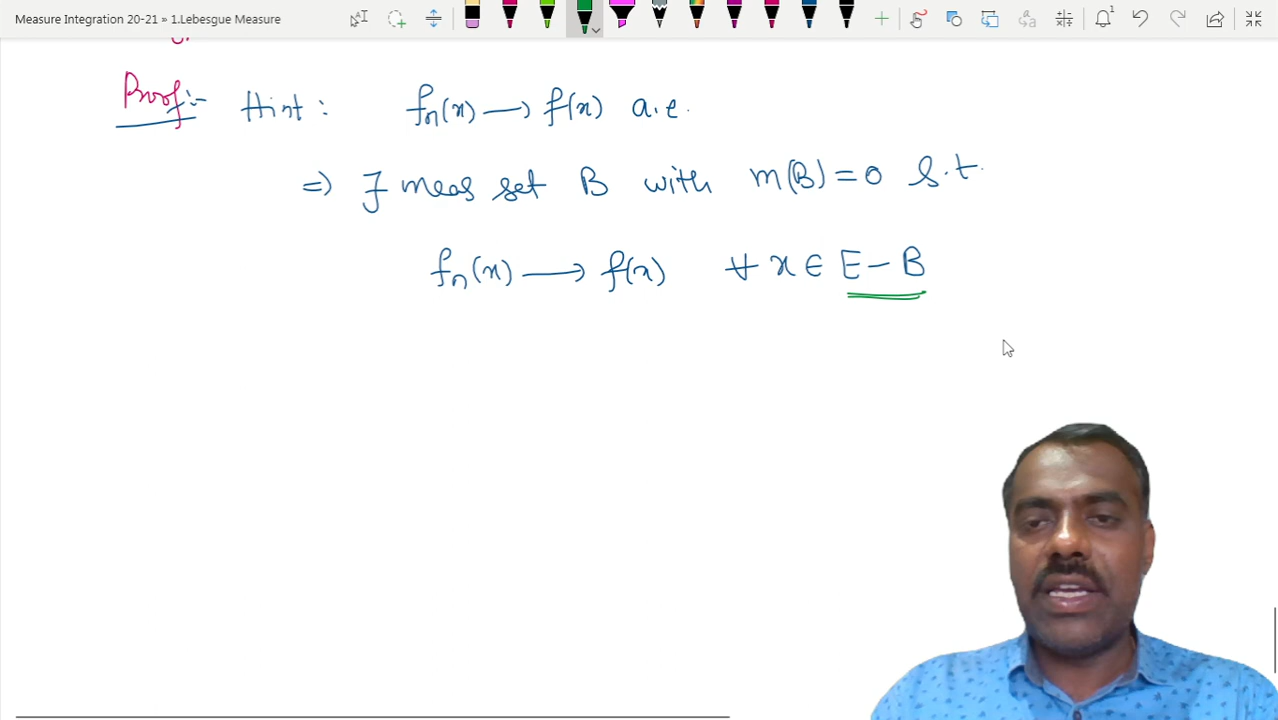 Measure Integration 20-21 » 1.Lebesgue Measure
Proof:- Hint: fn(x) → f(x) a.e.
⇒ ∃ meas set B with m(B)=0 s.t.
fn(x) → f(x) ∀ x ∈ E − B